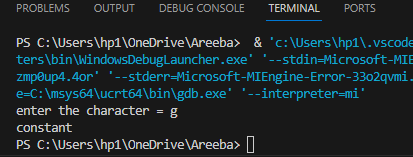 PROBLEMS OUTPUT DEBUG CONSOLE TERMINAL PORTS
PS C:\Users\hp1\OneDrive\Areeba> & 'c:\Users\hp1\.vscode
ters\bin\WindowsDebugLauncher.exe' '--stdin=Microsoft-MIE
zmp0up4.4or' '--stderr=Microsoft-MIEngine-Error-33o2qvmi.
e=C:\msys64\ucrt64\bin\gdb.exe' '--interpreter=mi'
enter the character = g
constant
PS C:\Users\hp1\OneDrive\Areeba>